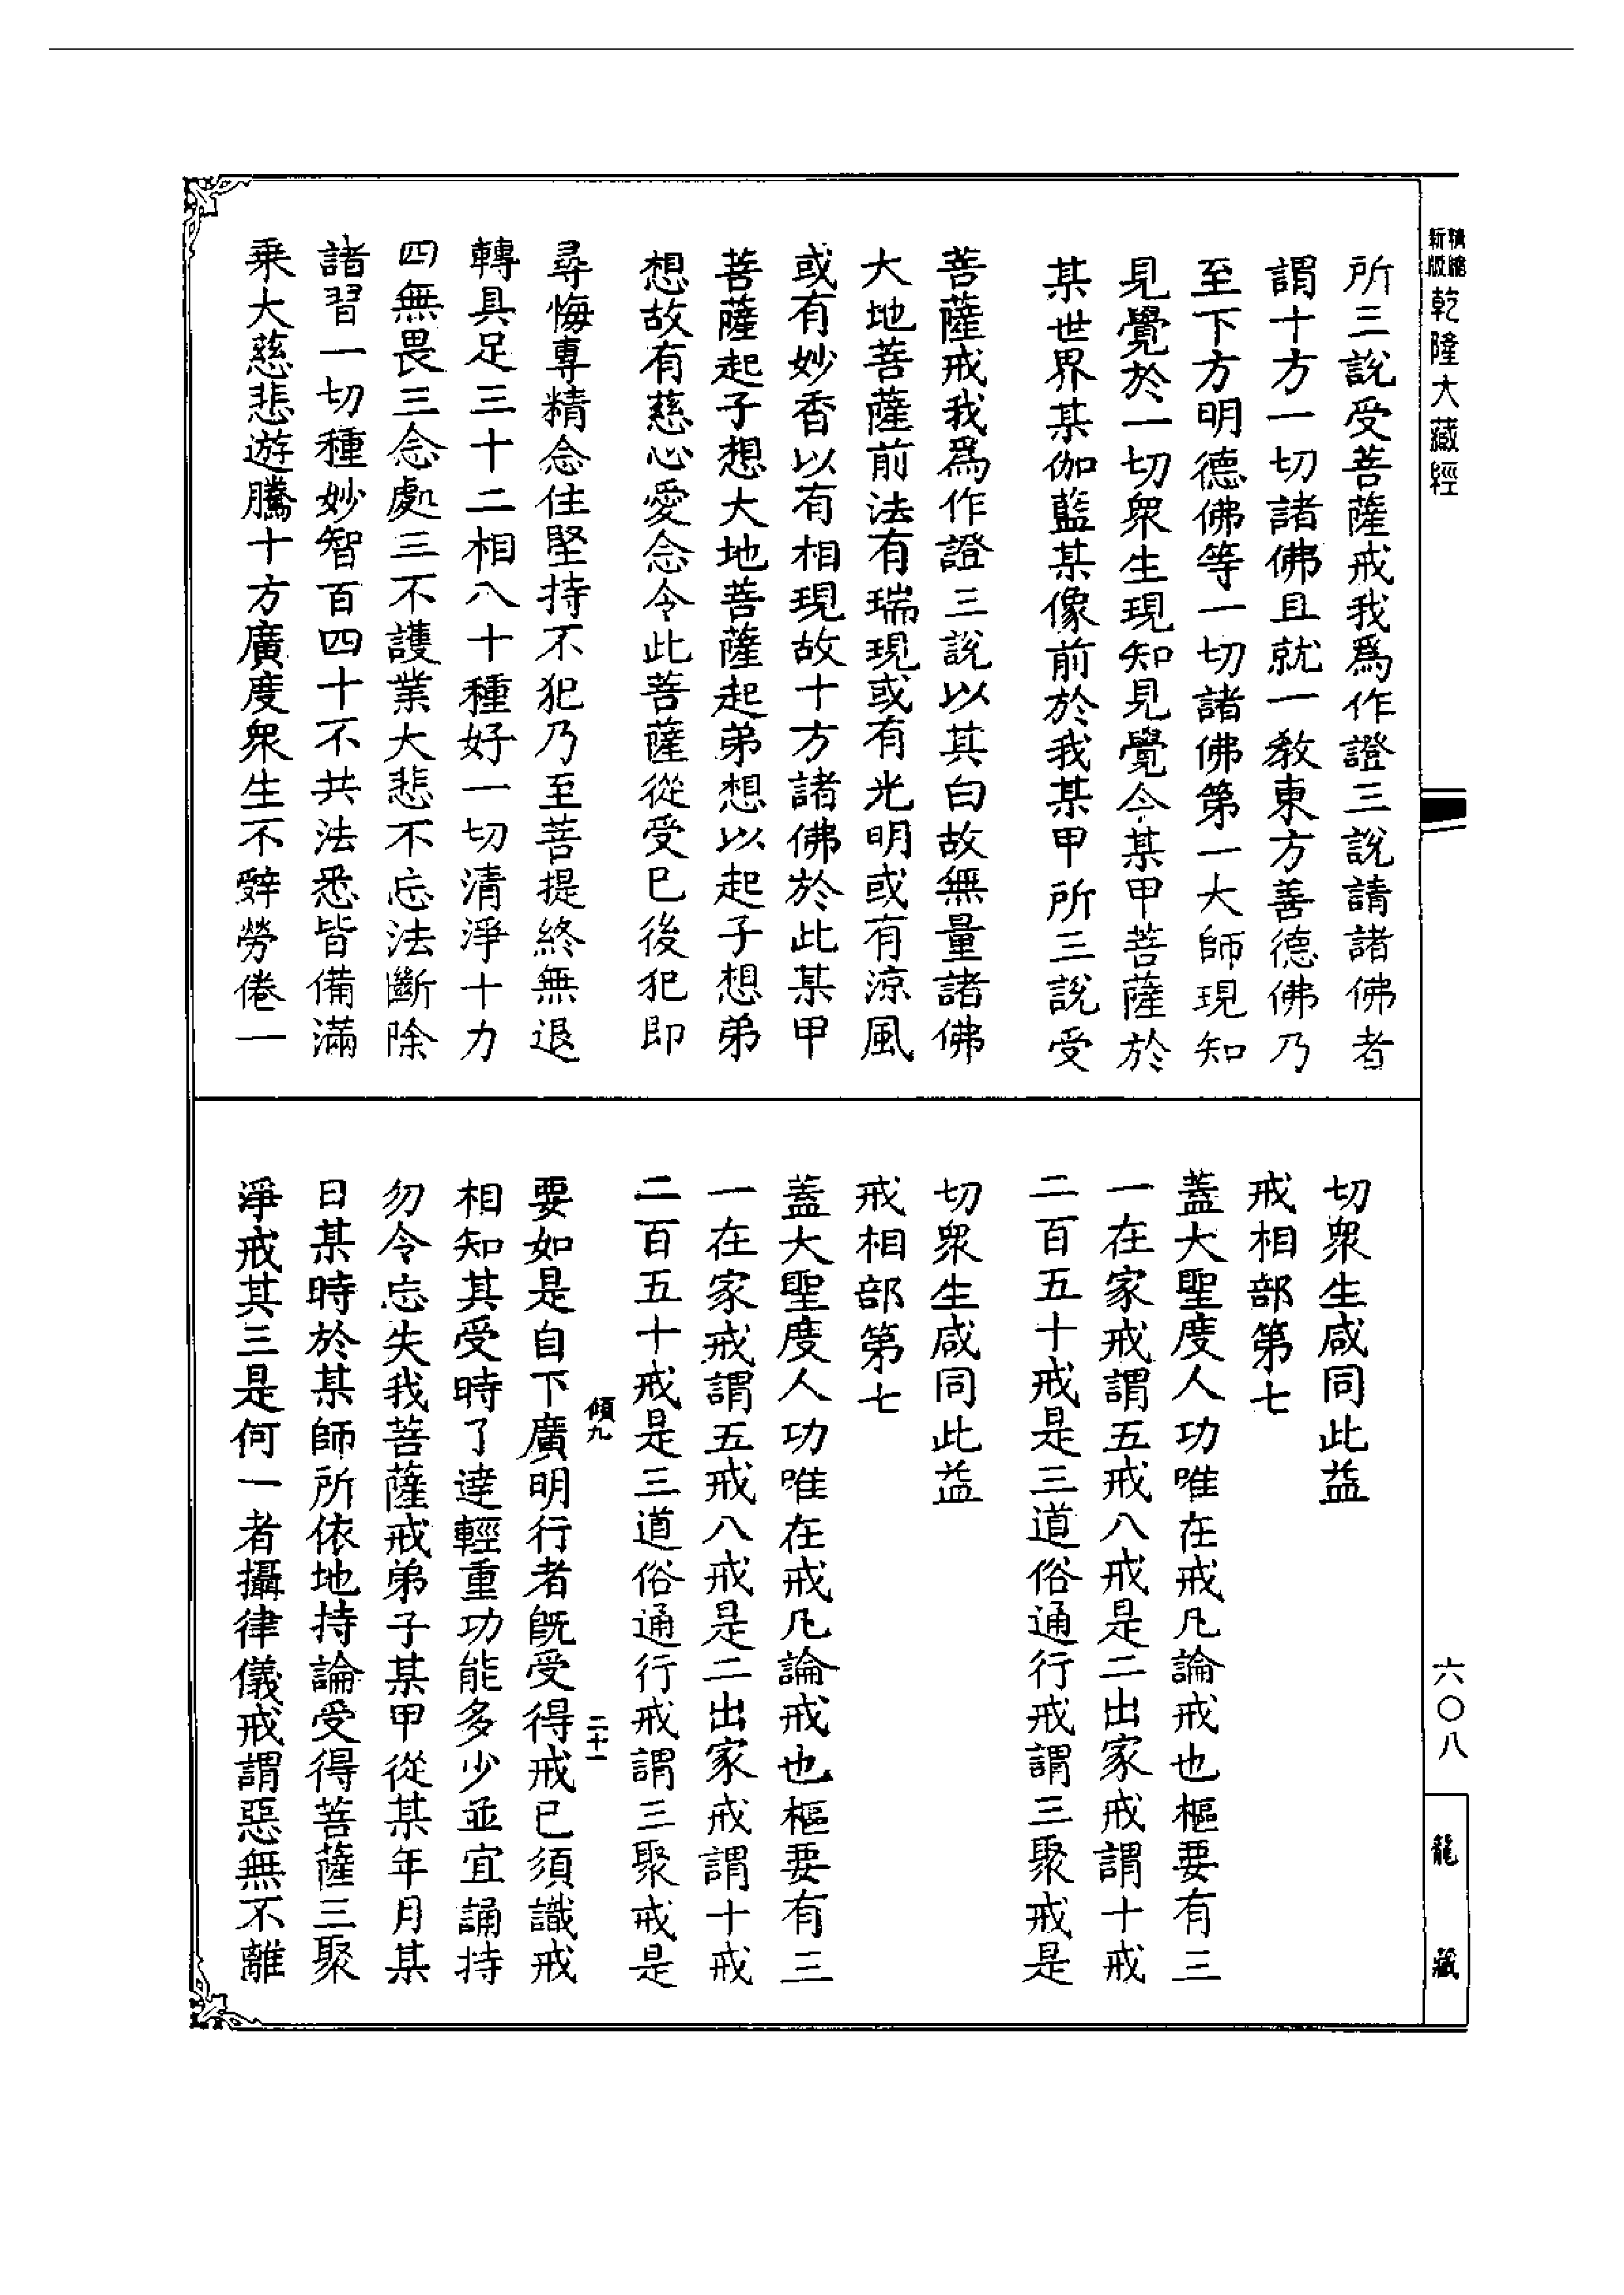 精縮
新版
乾隆大藏經
六〇八
龍藏
所三說受菩薩戒我爲作證三說請諸佛者
謂十方一切諸佛且就一教東方善德佛乃
至下方明德佛等一切諸佛第一大師現知
見覺於一切衆生現知見覺今某甲菩薩於
某世界某伽藍某像前於我某甲所三說受
菩薩戒我爲作證三說以其白故無量諸佛
大地菩薩前法有瑞現或有光明或有涼風
或有妙香以有相現故十方諸佛於此某甲
菩薩起子想大地菩薩起弟想以起子想弟
想故有慈心愛念令此菩薩從受已後犯即
尋悔專精念住堅持不犯乃至菩提終無退
轉具足三十二相八十種好一切清淨十力
四無畏三念處三不護業大悲不忘法斷除
諸習一切種妙智百四十不共法悉皆備滿
乘大慈悲遊騰十方廣度衆生不辤勞倦一
切衆生咸同此益
戒相部第七
蓋大聖度人功唯在戒凡論戒也樞要有三
一在家戒謂五戒八戒是二出家戒謂十戒
二百五十戒是三道俗通行戒謂三聚戒是
切衆生咸同此益
戒相部第七
蓋大聖度人功唯在戒凡論戒也樞要有三
一在家戒謂五戒八戒是二出家戒謂十戒
二百五十戒是三道俗通行戒謂三聚戒是
傾九
二十一
要如是自下廣明行者旣受得戒已須識戒
相知其受時了達輕重功能多少並宜誦持
勿令忘失我菩薩戒弟子某甲從某年月某
日某時於某師所依地持論受得菩薩三聚
淨戒其三是何一者攝律儀戒謂惡無不離